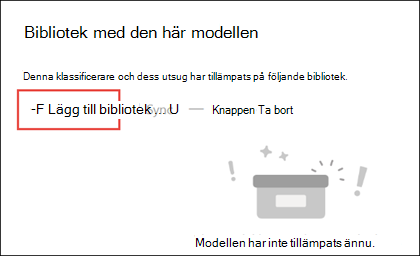 Bibliotek med den här modellen
Denna klassificerare och dess utsug har tillämpats på följande bibliotek.
-F Lägg till bibliotek . Sync U — Knappen Ta bort
Modellen har inte tillämpats ännu.